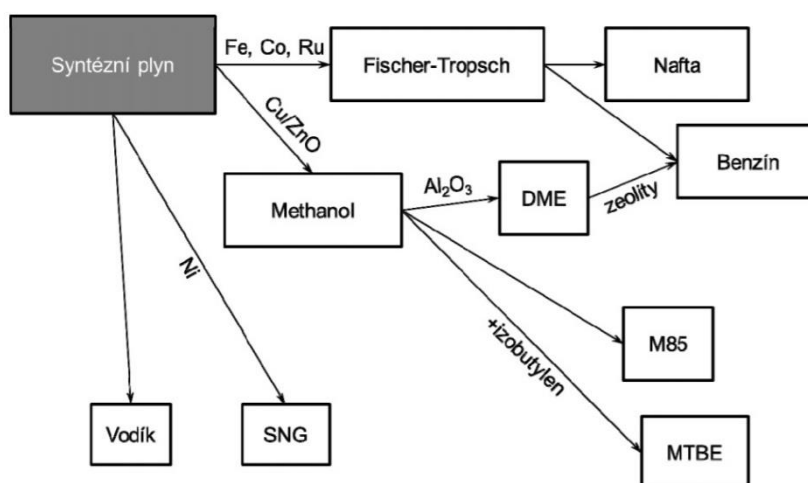 Syntézní plyn
Fe, Co, Ru
Fischer-Tropsch
Nafta
Cu/ZnO
Benzín
Methanol
Al₂O₃
DME
zeolity
Ni
+izobutylen
M85
Vodík
SNG
MTBE